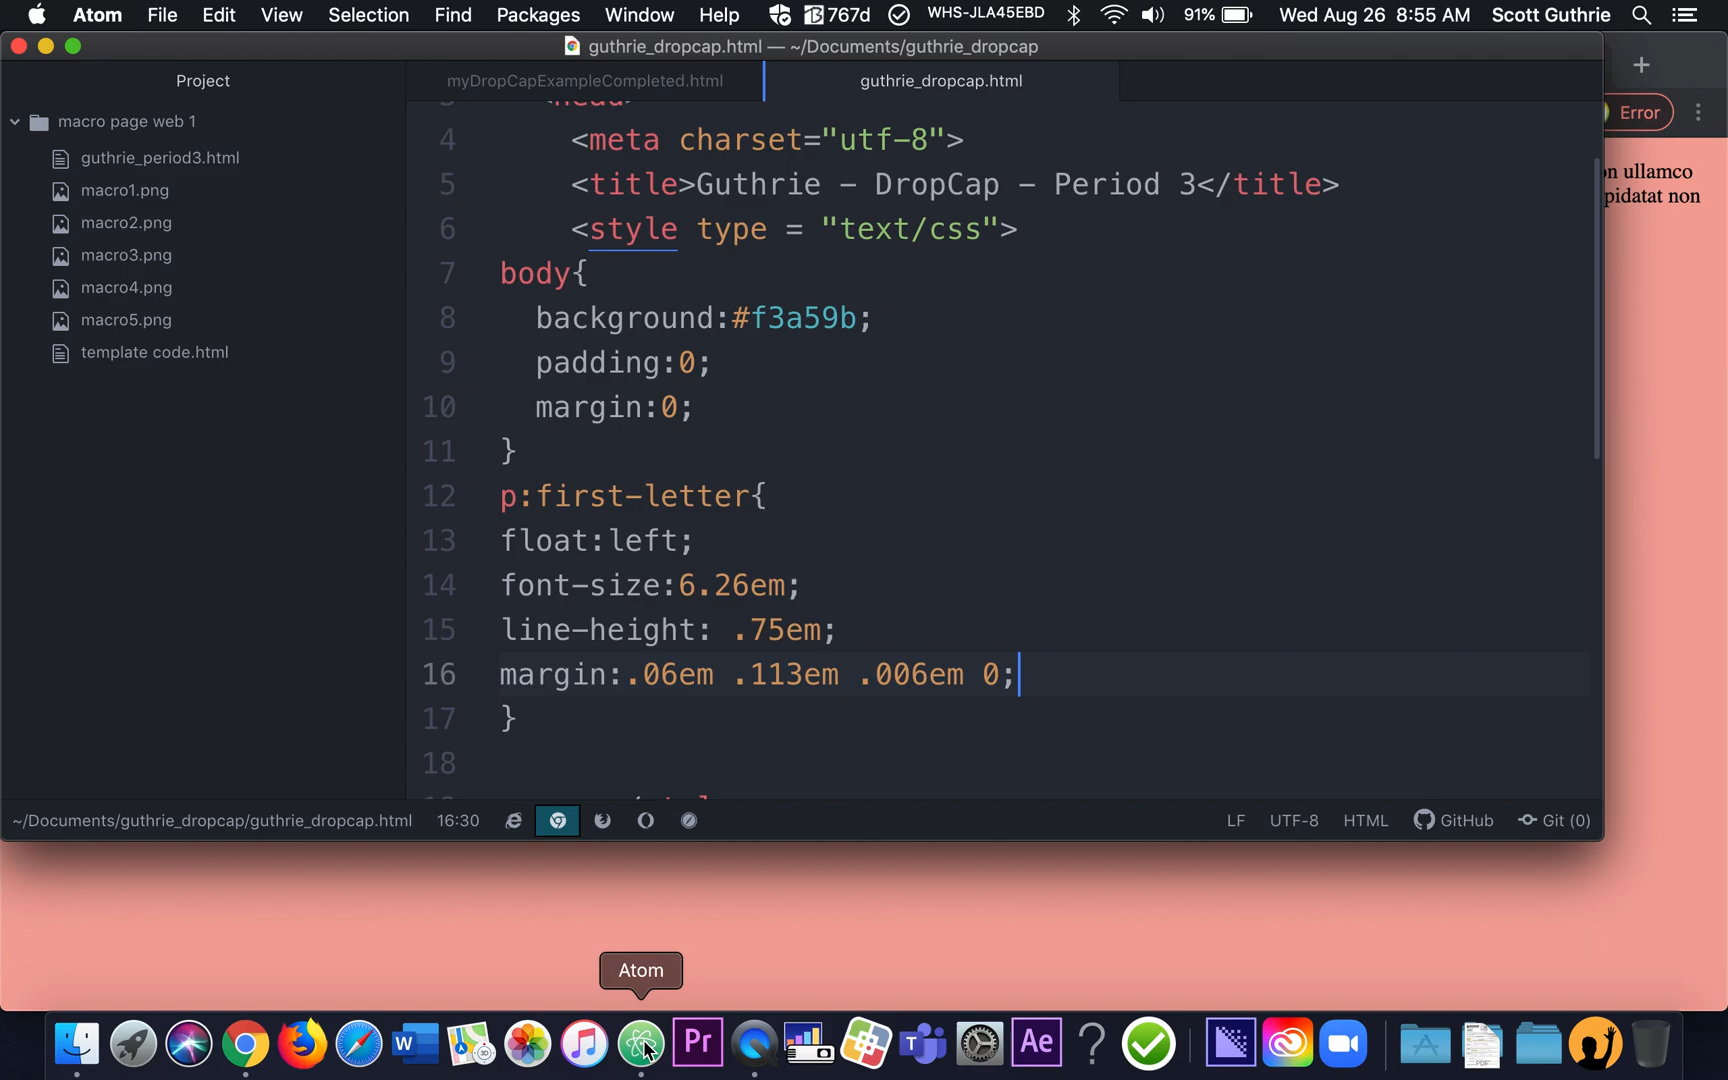 Atom File Edit View Selection Find Packages Window Help 767d WHS-JLA45EBD 91% Wed Aug 26 8:55 AM Scott Guthrie
guthrie_dropcap.html — ~/Documents/guthrie_dropcap
Project
myDropCapExampleCompleted.html
guthrie_dropcap.html
Error
macro page web 1
guthrie_period3.html
macro1.png
macro2.png
macro3.png
macro4.png
macro5.png
template code.html
3 <head>
4 <meta charset="utf-8">
5 <title>Guthrie - DropCap - Period 3</title>
6 <style type = "text/css">
7 body{
8 background:#f3a59b;
9 padding:0;
10 margin:0;
11 }
12 p:first-letter{
13 float:left;
14 font-size:6.26em;
15 line-height: .75em;
16 margin:.06em .113em .006em 0;
17 }
18
ullamco
non
~/Documents/guthrie_dropcap/guthrie_dropcap.html 16:30 LF UTF-8 HTML GitHub Git (0)
Atom
W 3D Pr T Ae ?
PDF